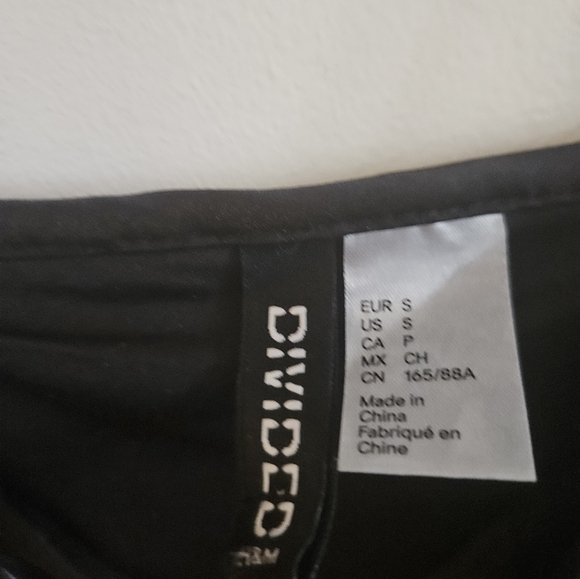 DIVIDED
H&M
EUR S
US S
CA P
MX CH
CN 165/88A
Made in
China
Fabriqué en
Chine